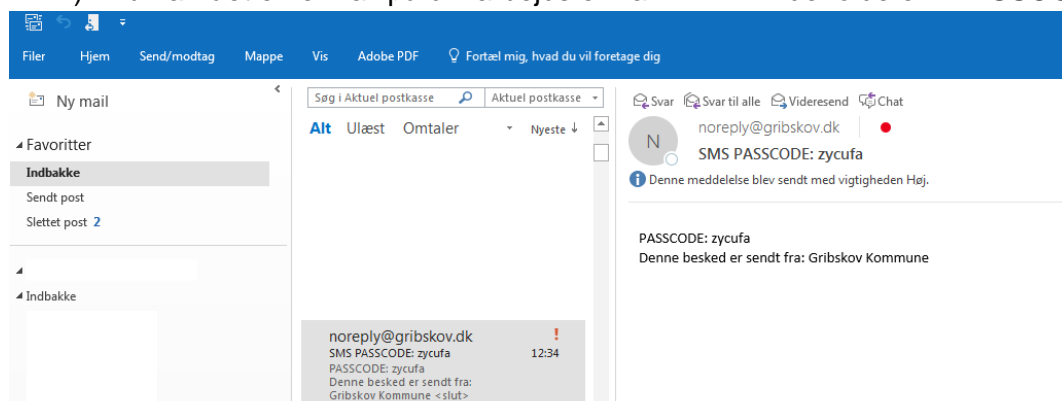 Filer Hjem Send/modtag Mappe Vis Adobe PDF Fortæl mig, hvad du vil foretage dig
Ny mail
Favoritter
Indbakke
Sendt post
Slettet post 2
Indbakke
Søg i Aktuel postkasse Aktuel postkasse
Alt Ulæst Omtaler Nyeste ↓
noreply@gribskov.dk !
SMS PASSCODE: zycufa 12:34
PASSCODE: zycufa
Denne besked er sendt fra:
Gribskov Kommune <slut>
Svar Svar til alle Videresend Chat
N
noreply@gribskov.dk
SMS PASSCODE: zycufa
Denne meddelelse blev sendt med vigtigheden Høj.
PASSCODE: zycufa
Denne besked er sendt fra: Gribskov Kommune